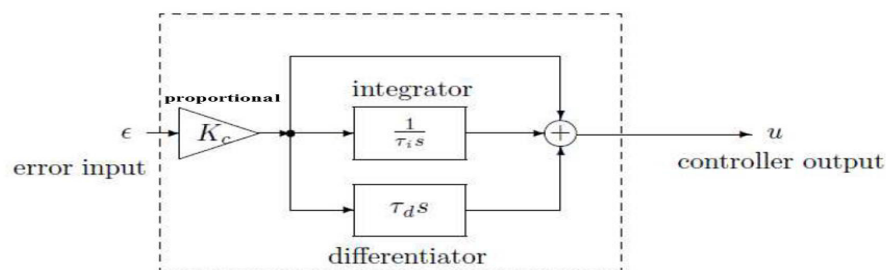 proportional
integrator
ϵ
K_c
1/τ_i s
+
u
error input
controller output
τ_d s
differentiator